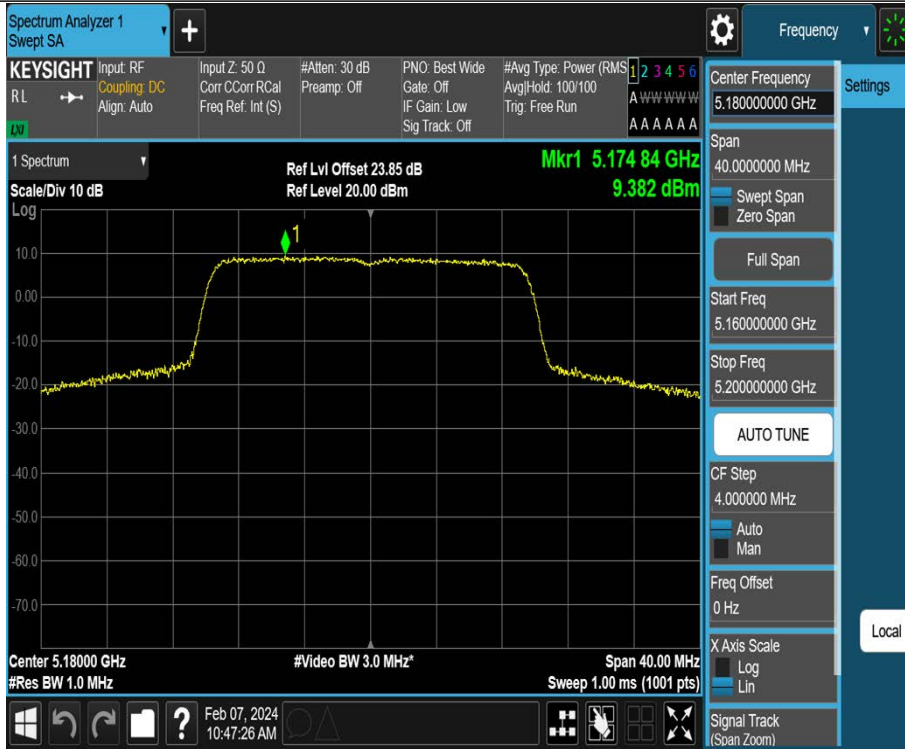 Spectrum Analyzer 1
Swept SA
+
Frequency
KEYSIGHT
RL
LXI
Input: RF
Coupling: DC
Align: Auto
Input Z: 50 Ω
Corr CCorr RCal
Freq Ref: Int (S)
#Atten: 30 dB
Preamp: Off
PNO: Best Wide
Gate: Off
IF Gain: Low
Sig Track: Off
#Avg Type: Power (RMS
Avg|Hold: 100/100
Trig: Free Run
1 2 3 4 5 6
A W W W W W
A A A A A A
1 Spectrum
Scale/Div 10 dB
Log
Ref Lvl Offset 23.85 dB
Ref Level 20.00 dBm
Mkr1 5.174 84 GHz
9.382 dBm
1
10.0
0.00
-10.0
-20.0
-30.0
-40.0
-50.0
-60.0
-70.0
Center 5.18000 GHz
#Video BW 3.0 MHz*
Span 40.00 MHz
#Res BW 1.0 MHz
Sweep 1.00 ms (1001 pts)
?
Feb 07, 2024
10:47:26 AM
Center Frequency
5.180000000 GHz
Settings
Span
40.0000000 MHz
Swept Span
Zero Span
Full Span
Start Freq
5.160000000 GHz
Stop Freq
5.200000000 GHz
AUTO TUNE
CF Step
4.000000 MHz
Auto
Man
Freq Offset
0 Hz
Local
X Axis Scale
Log
Lin
Signal Track
(Span Zoom)